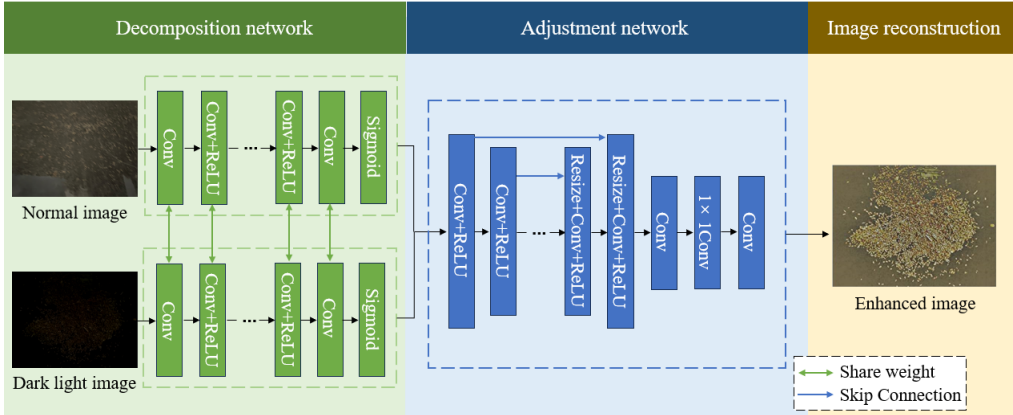 Decomposition network
Adjustment network
Image reconstruction
Normal image
Conv
Conv+ReLU
...
Conv+ReLU
Conv
Sigmoid
Dark light image
Conv
Conv+ReLU
...
Conv+ReLU
Conv
Sigmoid
Conv+ReLU
Conv+ReLU
...
Resize+Conv+ReLU
Resize+Conv+ReLU
Conv
1× 1Conv
Conv
Enhanced image
Share weight
Skip Connection